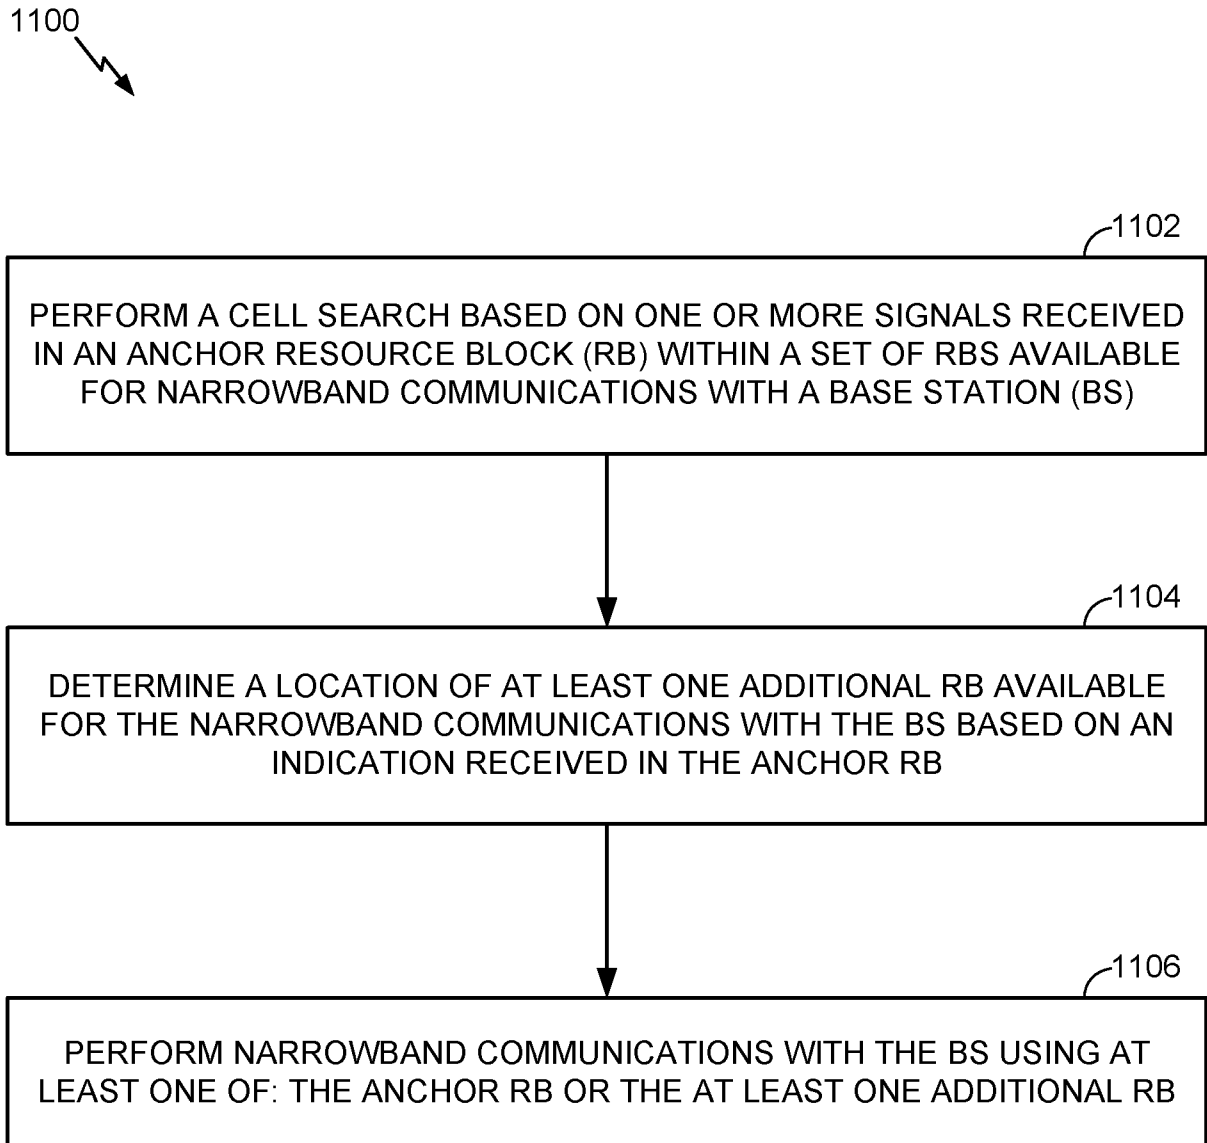 1100
1102
PERFORM A CELL SEARCH BASED ON ONE OR MORE SIGNALS RECEIVED
IN AN ANCHOR RESOURCE BLOCK (RB) WITHIN A SET OF RBS AVAILABLE
FOR NARROWBAND COMMUNICATIONS WITH A BASE STATION (BS)
1104
DETERMINE A LOCATION OF AT LEAST ONE ADDITIONAL RB AVAILABLE
FOR THE NARROWBAND COMMUNICATIONS WITH THE BS BASED ON AN
INDICATION RECEIVED IN THE ANCHOR RB
1106
PERFORM NARROWBAND COMMUNICATIONS WITH THE BS USING AT
LEAST ONE OF: THE ANCHOR RB OR THE AT LEAST ONE ADDITIONAL RB